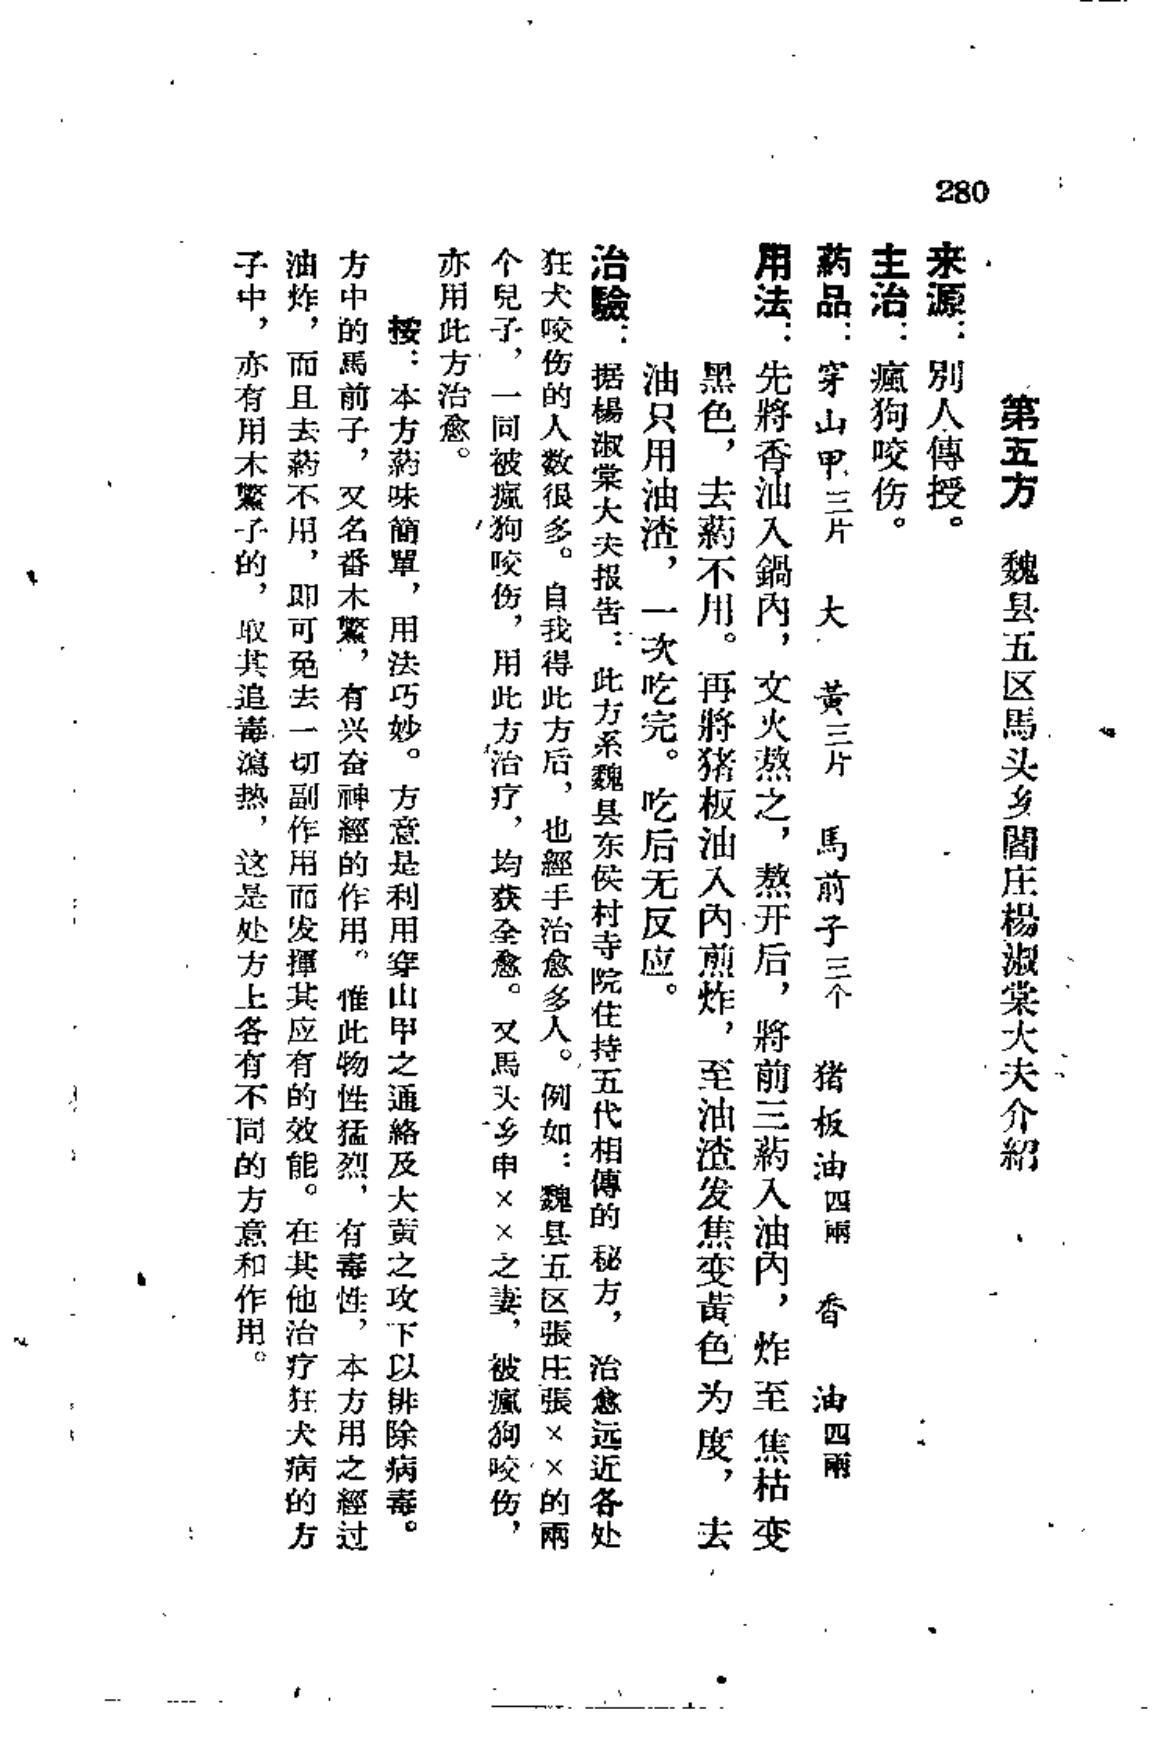 280
第五方　魏县五区馬头乡閻庄楊淑棠大夫介紹
来源：別人傳授。
主治：瘋狗咬伤。
葯品：穿山甲三片　大　黃三片　馬前子三个　猪板油四兩　香　油四兩
用法：先將香油入鍋內，文火熬之，熬开后，將前三葯入油內，炸至焦枯变
黑色，去葯不用。再將猪板油入內煎炸，至油渣发焦变黃色为度，去
油只用油渣，一次吃完。吃后无反应。
治驗：据楊淑棠大夫报告：此方系魏县东侯村寺院住持五代相傳的秘方，治愈远近各处
狂犬咬伤的人数很多。自我得此方后，也經手治愈多人。例如：魏县五区張庄張××的兩
个兒子，一同被瘋狗咬伤，用此方治疗，均获全愈。又馬头乡申××之妻，被瘋狗咬伤，
亦用此方治愈。
按：本方葯味簡單，用法巧妙。方意是利用穿山甲之通絡及大黃之攻下以排除病毒。
方中的馬前子，又名番木鱉，有兴奋神經的作用。惟此物性猛烈，有毒性，本方用之經过
油炸，而且去葯不用，即可免去一切副作用而发揮其应有的效能。在其他治疗狂犬病的方
子中，亦有用木鱉子的，取其追毒瀉热，这是处方上各有不同的方意和作用。